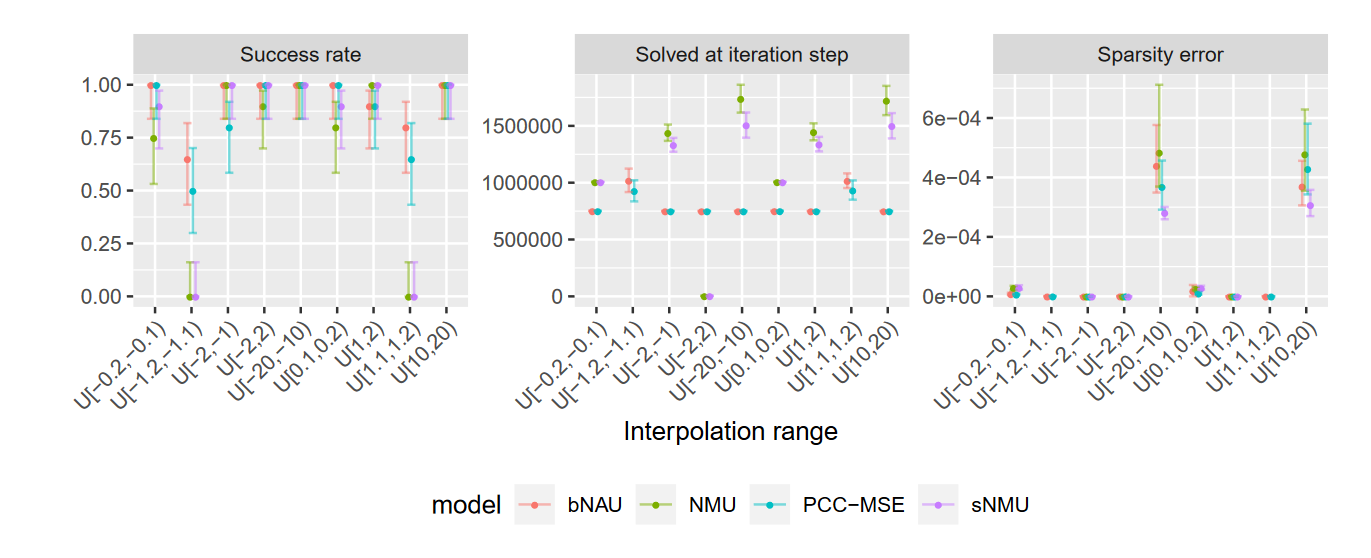 Success rate
Solved at iteration step
Sparsity error
1.00
0.75
0.50
0.25
0.00
1500000
1000000
500000
0
6e−04
4e−04
2e−04
0e+00
U[−0.2,−0.1)
U[−1.2,−1.1)
U[−2,−1)
U[−2,2)
U[−20,−10)
U[0.1,0.2)
U[1,2)
U[1.1,1.2)
U[10,20)
U[−0.2,−0.1)
U[−1.2,−1.1)
U[−2,−1)
U[−2,2)
U[−20,−10)
U[0.1,0.2)
U[1,2)
U[1.1,1.2)
U[10,20)
U[−0.2,−0.1)
U[−1.2,−1.1)
U[−2,−1)
U[−2,2)
U[−20,−10)
U[0.1,0.2)
U[1,2)
U[1.1,1.2)
U[10,20)
Interpolation range
model bNAU NMU PCC−MSE sNMU